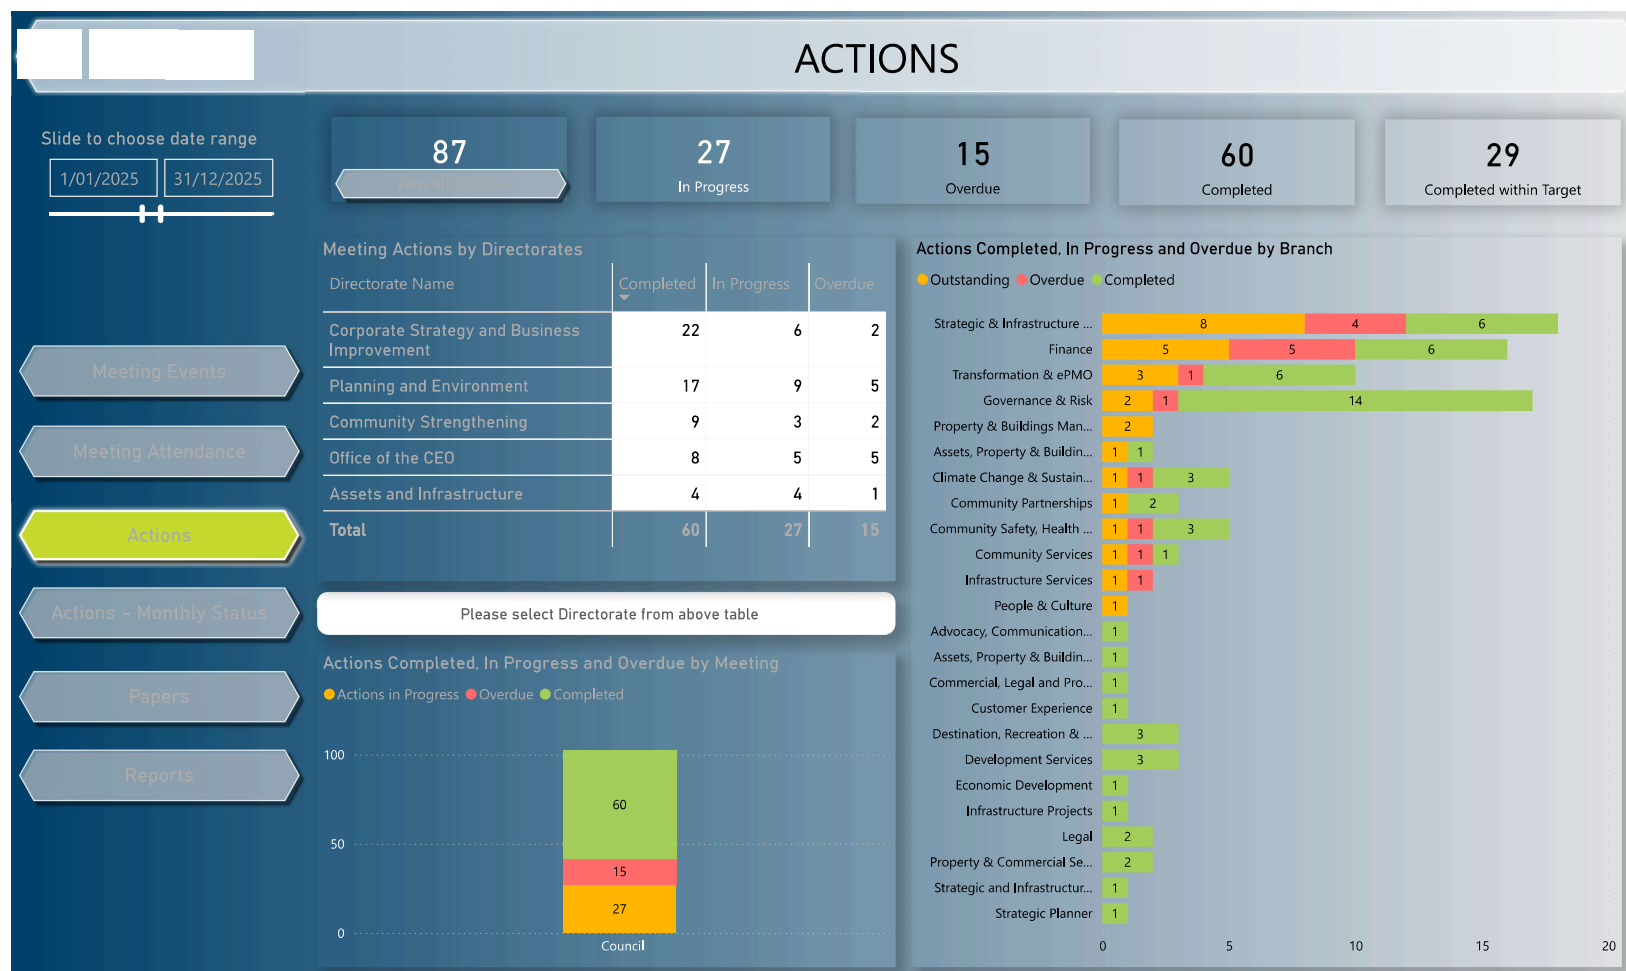 ACTIONS
Slide to choose date range
1/01/2025 31/12/2025
87
View all Actions
27
In Progress
15
Overdue
60
Completed
29
Completed within Target
Meeting Events
Meeting Attendance
Actions
Actions – Monthly Status
Papers
Reports
Meeting Actions by Directorates
Directorate Name Completed In Progress Overdue
Corporate Strategy and Business 22 6 2
Improvement
Planning and Environment 17 9 5
Community Strengthening 9 3 2
Office of the CEO 8 5 5
Assets and Infrastructure 4 4 1
Total 60 27 15
Please select Directorate from above table
Actions Completed, In Progress and Overdue by Meeting
Actions in Progress Overdue Completed
100
60
50
15
27
0
Council
Actions Completed, In Progress and Overdue by Branch
Outstanding Overdue Completed
Strategic & Infrastructure ... 8 4 6
Finance 5 5 6
Transformation & ePMO 3 1 6
Governance & Risk 2 1 14
Property & Buildings Man... 2
Assets, Property & Buildin... 1 1
Climate Change & Sustain... 1 1 3
Community Partnerships 1 2
Community Safety, Health ... 1 1 3
Community Services 1 1 1
Infrastructure Services 1 1
People & Culture 1
Advocacy, Communication... 1
Assets, Property & Buildin... 1
Commercial, Legal and Pro... 1
Customer Experience 1
Destination, Recreation & ... 3
Development Services 3
Economic Development 1
Infrastructure Projects 1
Legal 2
Property & Commercial Se... 2
Strategic and Infrastructur... 1
Strategic Planner 1
0 5 10 15 20